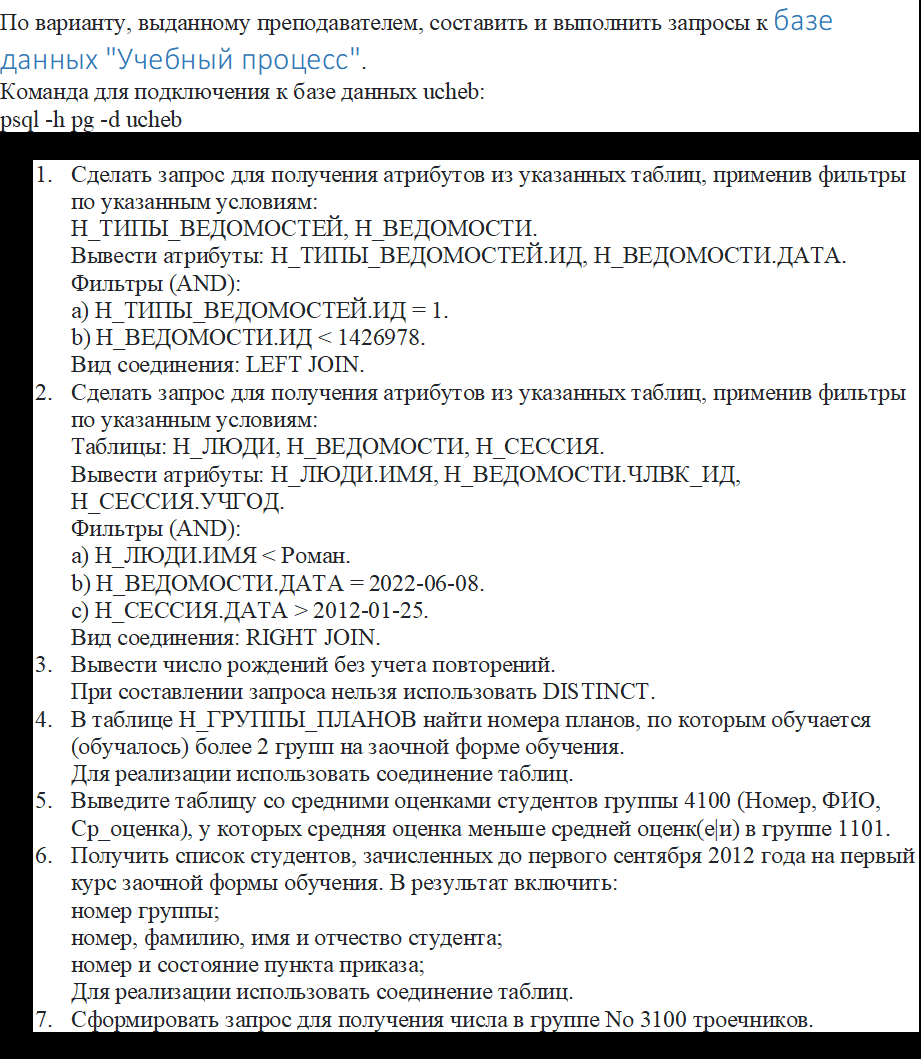 По варианту, выданному преподавателем, составить и выполнить запросы к базе
данных "Учебный процесс".
Команда для подключения к базе данных ucheb:
psql -h pg -d ucheb
1. Сделать запрос для получения атрибутов из указанных таблиц, применив фильтры
по указанным условиям:
Н_ТИПЫ_ВЕДОМОСТЕЙ, Н_ВЕДОМОСТИ.
Вывести атрибуты: Н_ТИПЫ_ВЕДОМОСТЕЙ.ИД, Н_ВЕДОМОСТИ.ДАТА.
Фильтры (AND):
a) Н_ТИПЫ_ВЕДОМОСТЕЙ.ИД = 1.
b) Н_ВЕДОМОСТИ.ИД < 1426978.
Вид соединения: LEFT JOIN.
2. Сделать запрос для получения атрибутов из указанных таблиц, применив фильтры
по указанным условиям:
Таблицы: Н_ЛЮДИ, Н_ВЕДОМОСТИ, Н_СЕССИЯ.
Вывести атрибуты: Н_ЛЮДИ.ИМЯ, Н_ВЕДОМОСТИ.ЧЛВК_ИД,
Н_СЕССИЯ.УЧГОД.
Фильтры (AND):
a) Н_ЛЮДИ.ИМЯ < Роман.
b) Н_ВЕДОМОСТИ.ДАТА = 2022-06-08.
c) Н_СЕССИЯ.ДАТА > 2012-01-25.
Вид соединения: RIGHT JOIN.
3. Вывести число рождений без учета повторений.
При составлении запроса нельзя использовать DISTINCT.
4. В таблице Н_ГРУППЫ_ПЛАНОВ найти номера планов, по которым обучается
(обучалось) более 2 групп на заочной форме обучения.
Для реализации использовать соединение таблиц.
5. Выведите таблицу со средними оценками студентов группы 4100 (Номер, ФИО,
Ср_оценка), у которых средняя оценка меньше средней оценк(е|и) в группе 1101.
6. Получить список студентов, зачисленных до первого сентября 2012 года на первый
курс заочной формы обучения. В результат включить:
номер группы;
номер, фамилию, имя и отчество студента;
номер и состояние пункта приказа;
Для реализации использовать соединение таблиц.
7. Сформировать запрос для получения числа в группе No 3100 троечников.